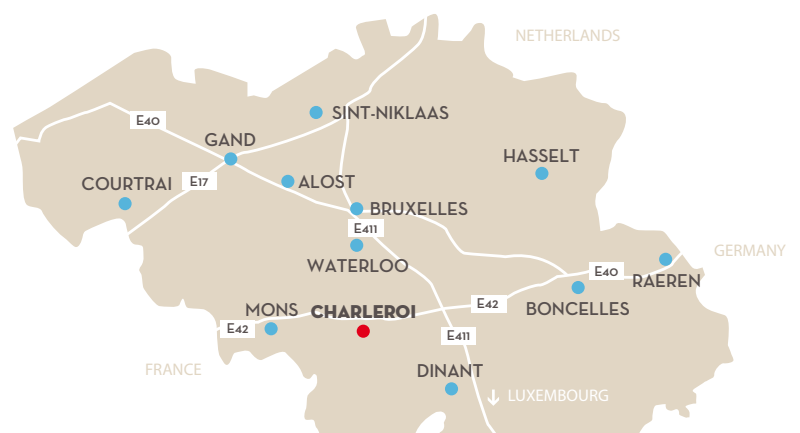 NETHERLANDS
SINT-NIKLAAS
E40
GAND
HASSELT
COURTRAI
E17
ALOST
BRUXELLES
E411
GERMANY
WATERLOO
E40
RAEREN
MONS
CHARLEROI
E42
BONCELLES
E42
E411
FRANCE
DINANT
LUXEMBOURG